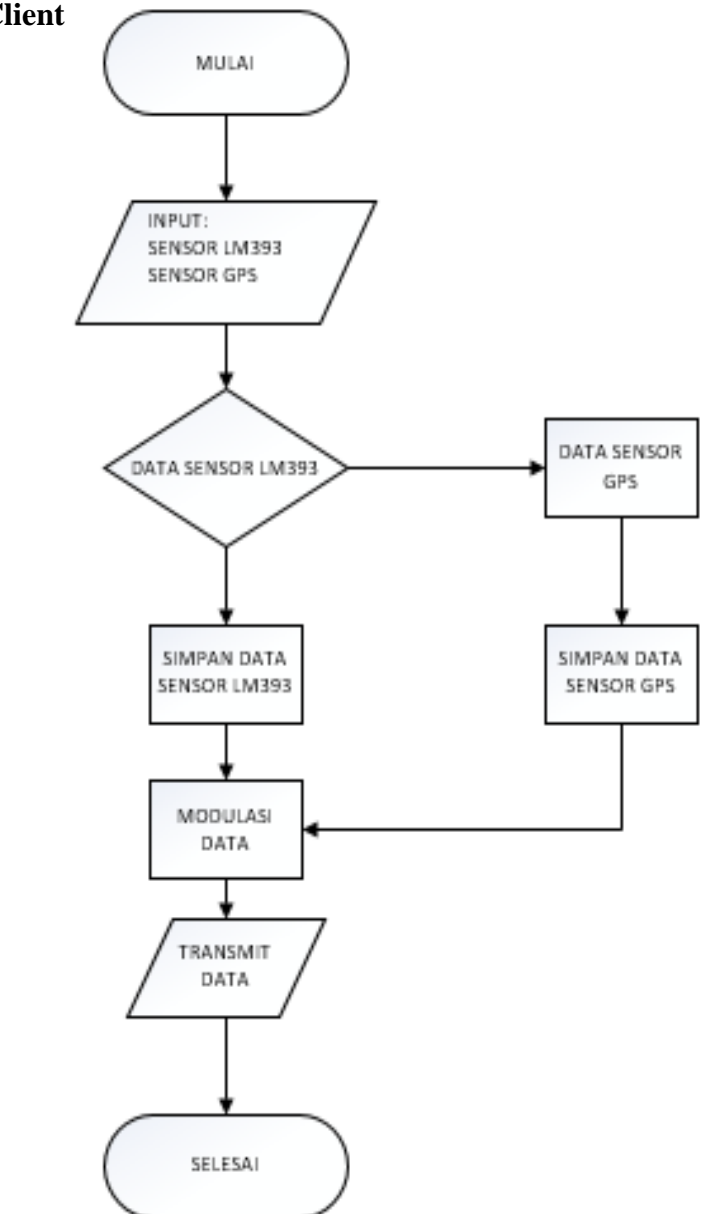 Client
MULAI
INPUT:
SENSOR LM393
SENSOR GPS
DATA SENSOR LM393
DATA SENSOR
GPS
SIMPAN DATA
SENSOR LM393
SIMPAN DATA
SENSOR GPS
MODULASI
DATA
TRANSMIT
DATA
SELESAI